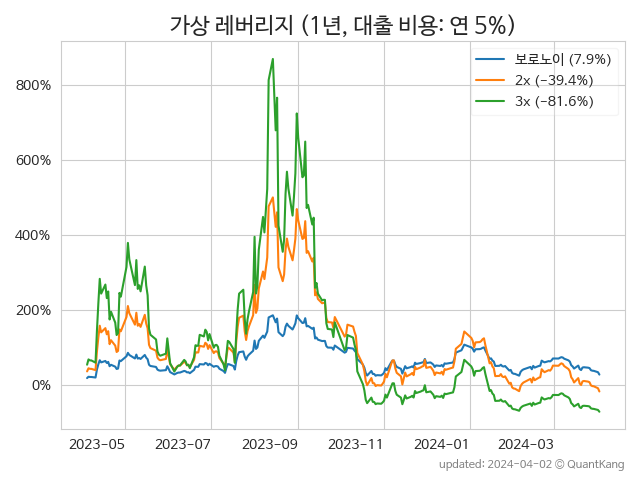 가상 레버리지 (1년, 대출 비용: 연 5%)
보로노이 (7.9%)
2x (−39.4%)
3x (−81.6%)
800%
600%
400%
200%
0%
2023-05 2023-07 2023-09 2023-11 2024-01 2024-03
updated: 2024-04-02 © QuantKang